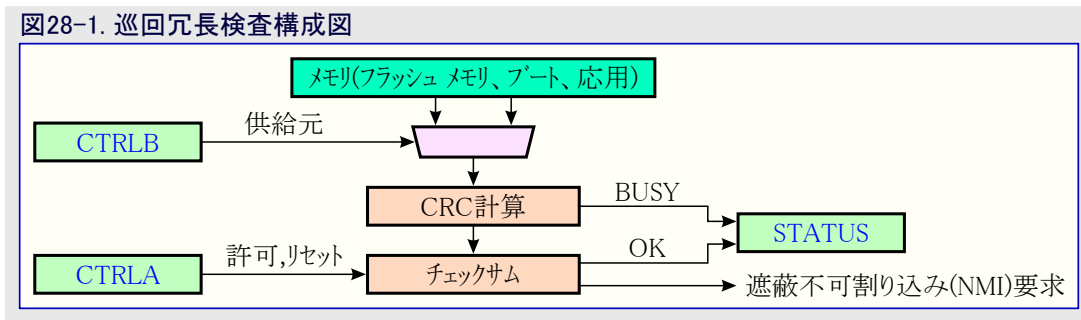 図28-1. 巡回冗長検査構成図
メモリ(フラッシュ メモリ、ブート、応用)
供給元
CTRLB
CRC計算
BUSY
STATUS
OK
許可,リセット
CTRLA
チェックサム
遮蔽不可割り込み(NMI)要求